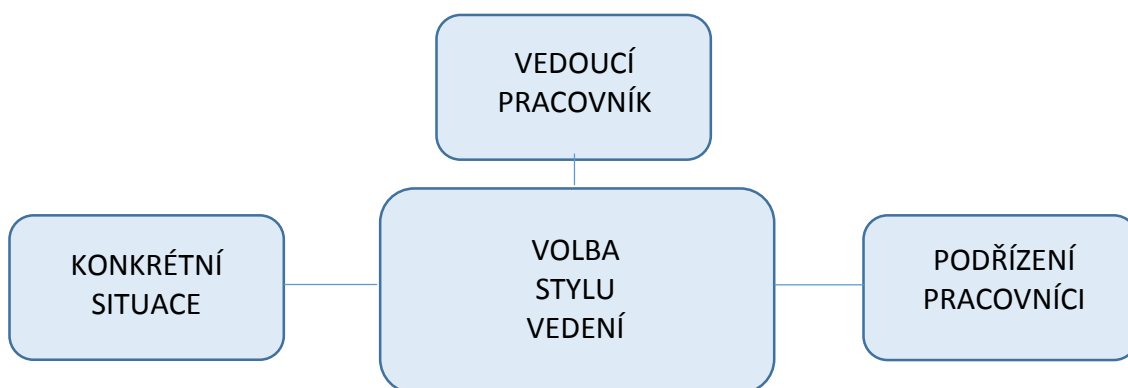 VEDOUCÍ
PRACOVNÍK
KONKRÉTNÍ
SITUACE
VOLBA
STYLU
VEDENÍ
PODŘÍZENÍ
PRACOVNÍCI